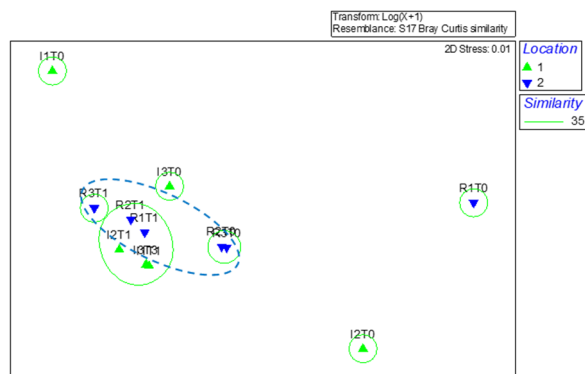 Transform: Log(X+1)
Resemblance: S17 Bray Curtis similarity
2D Stress: 0.01
Location
1
2
Similarity
35
I1T0
I3T0
R3T1
R2T1
R1T1
I2T1
R2T0
R1T0
I2T0